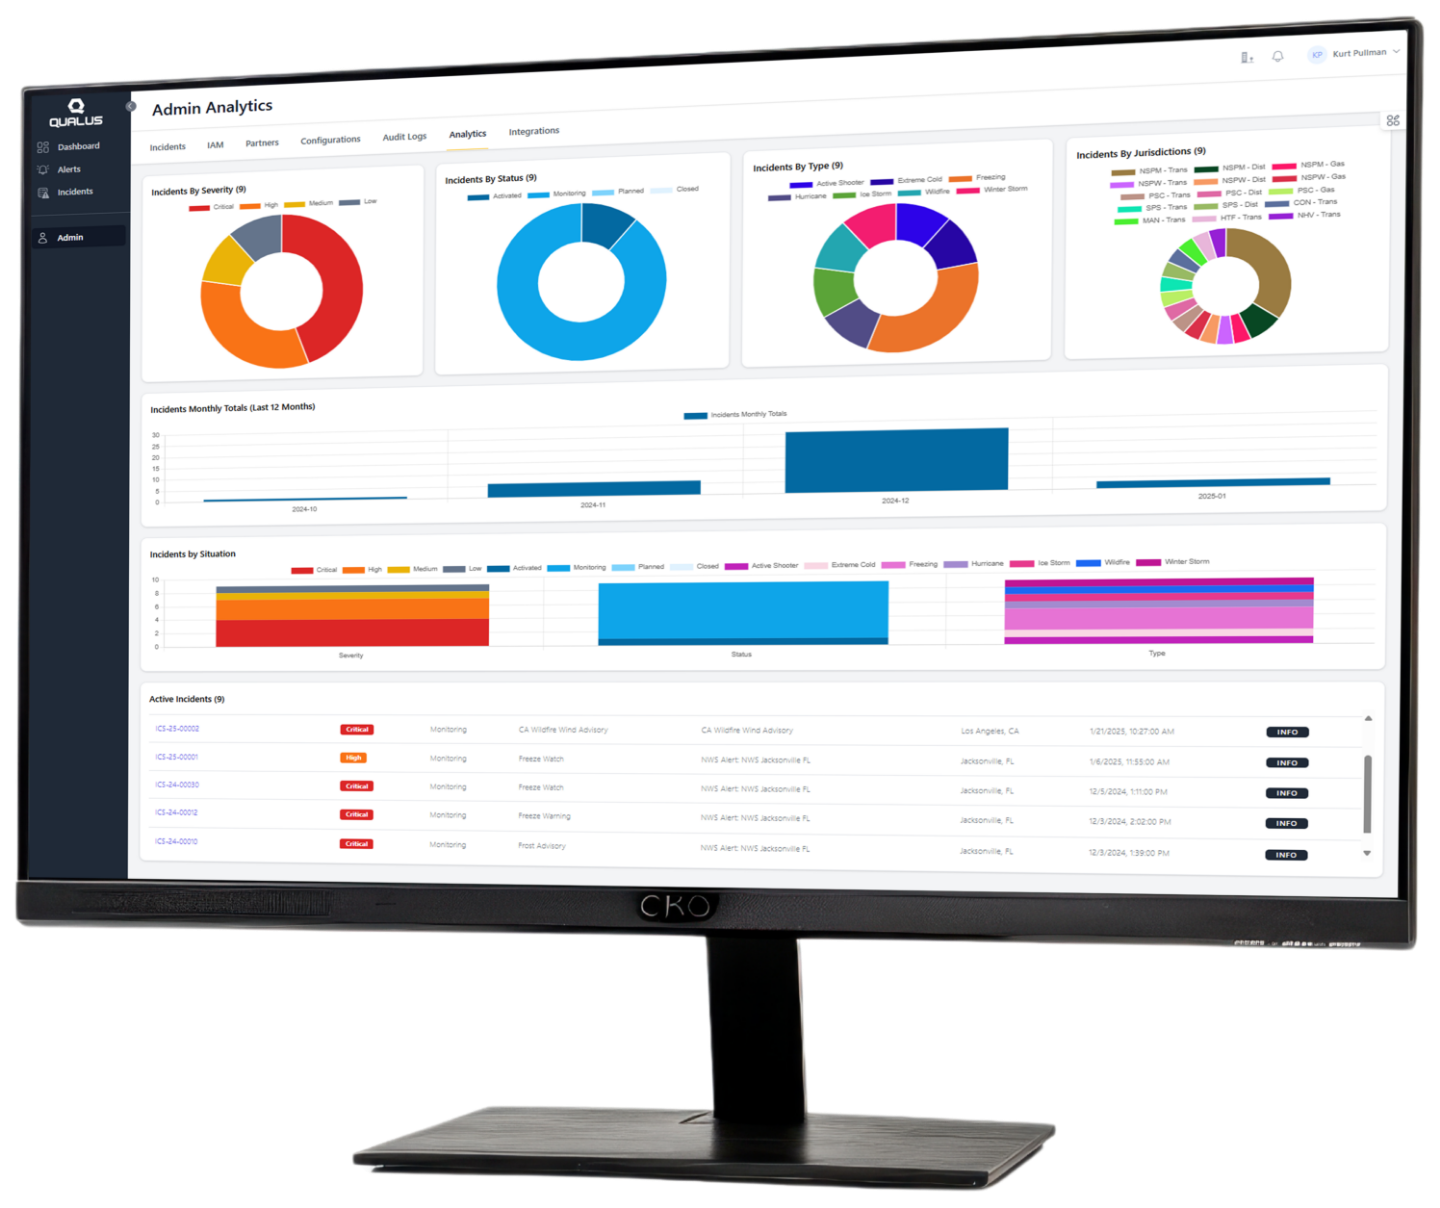 QUALUS
Dashboard
Alerts
Incidents
Admin
KP Kurt Pullman
Admin Analytics
Incidents IAM Partners Configurations Audit Logs Analytics Integrations
Incidents By Severity (9)
Critical High Medium Low
Incidents By Status (9)
Activated Monitoring Planned Closed
Incidents By Type (9)
Active Shooter Extreme Cold Freezing
Hurricane Ice Storm Wildfire Winter Storm
Incidents By Jurisdictions (9)
NSPM - Trans NSPM - Dist NSPM - Gas
NSPW - Trans NSPW - Dist NSPW - Gas
PSC - Trans PSC - Dist PSC - Gas
SPS - Trans SPS - Dist CON - Trans
MAN - Trans HTF - Trans NHV - Trans
Incidents Monthly Totals (Last 12 Months)
Incidents Monthly Totals
30
25
20
15
10
5
0
2024-10 2024-11 2024-12 2025-01
Incidents by Situation
Critical High Medium Low Activated Monitoring Planned Closed Active Shooter Extreme Cold Freezing Hurricane Ice Storm Wildfire Winter Storm
10
8
6
4
2
0
Severity Status Type
Active Incidents (9)
ICS-25-00002 Critical Monitoring CA Wildfire Wind Advisory CA Wildfire Wind Advisory Los Angeles, CA 1/21/2025, 10:27:00 AM INFO
ICS-25-00001 High Monitoring Freeze Watch NWS Alert: NWS Jacksonville FL Jacksonville, FL 1/6/2025, 11:55:00 AM INFO
ICS-24-00030 Critical Monitoring Freeze Watch NWS Alert: NWS Jacksonville FL Jacksonville, FL 12/5/2024, 1:11:00 PM INFO
ICS-24-00012 Critical Monitoring Freeze Warning NWS Alert: NWS Jacksonville FL Jacksonville, FL 12/3/2024, 2:02:00 PM INFO
ICS-24-00010 Critical Monitoring Frost Advisory NWS Alert: NWS Jacksonville FL Jacksonville, FL 12/3/2024, 1:39:00 PM INFO
CKO